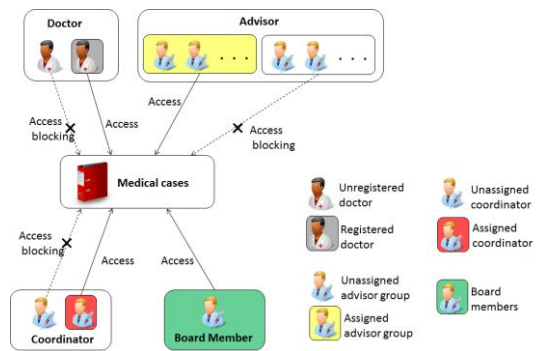 Doctor
Advisor
. . .
. . .
Access
blocking
Access
Access
Access
blocking
Medical cases
Access
blocking
Access
Access
Coordinator
Board Member
Unregistered
doctor
Unassigned
coordinator
Registered
doctor
Assigned
coordinator
Unassigned
advisor group
Board
members
Assigned
advisor group